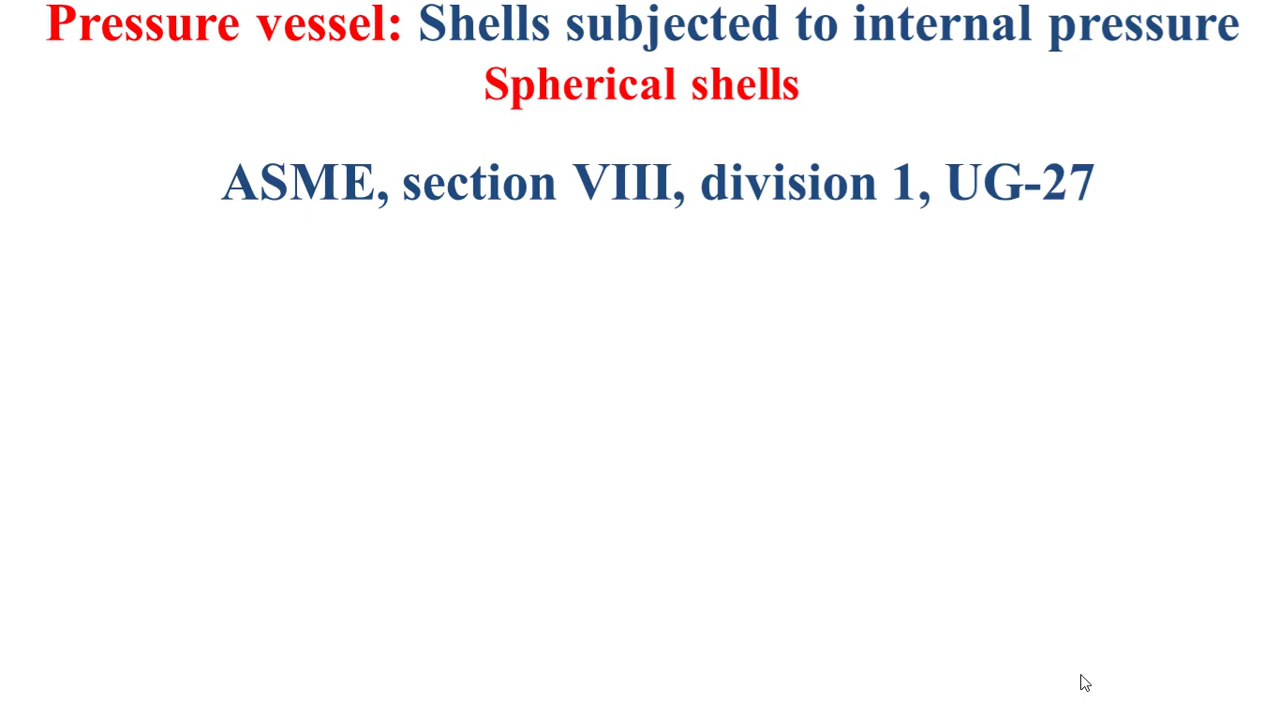 Pressure vessel: Shells subjected to internal pressure
Spherical shells
ASME, section VIII, division 1, UG-27